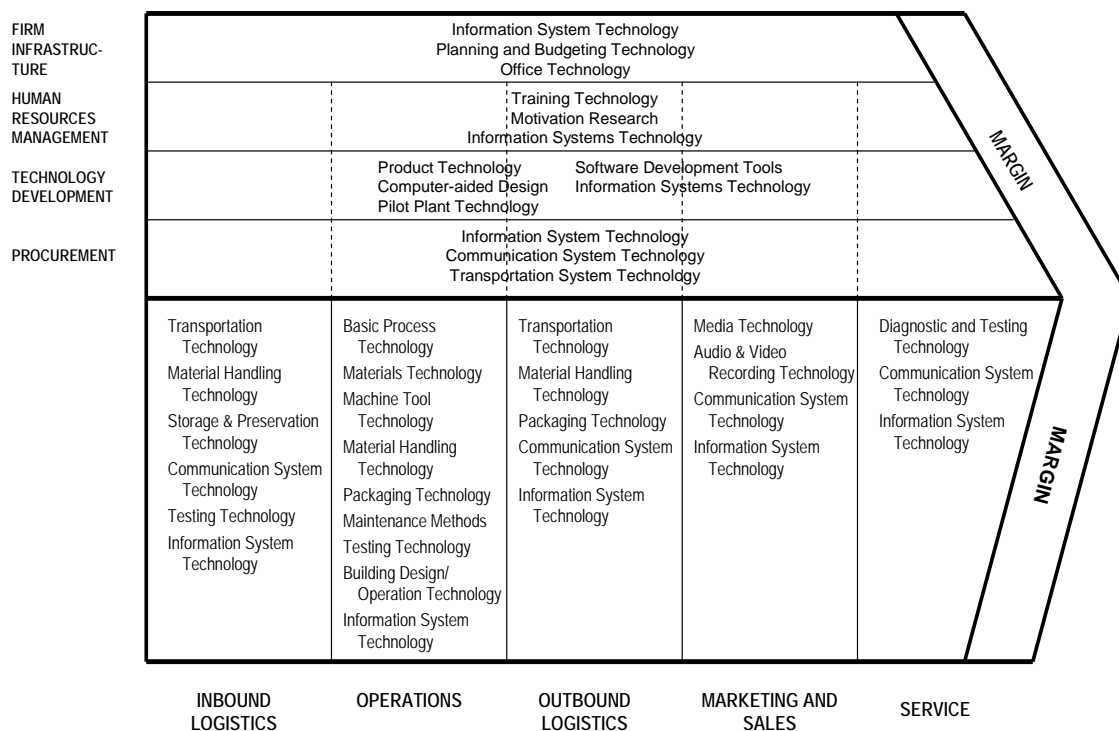 FIRM
INFRASTRUC-
TURE
Information System Technology
Planning and Budgeting Technology
Office Technology
HUMAN
RESOURCES
MANAGEMENT
Training Technology
Motivation Research
Information Systems Technology
TECHNOLOGY
DEVELOPMENT
Product Technology
Computer-aided Design
Pilot Plant Technology
Software Development Tools
Information Systems Technology
PROCUREMENT
Information System Technology
Communication System Technology
Transportation System Technology
MARGIN
Transportation
Technology
Material Handling
Technology
Storage & Preservation
Technology
Communication System
Technology
Testing Technology
Information System
Technology
Basic Process
Technology
Materials Technology
Machine Tool
Technology
Material Handling
Technology
Packaging Technology
Maintenance Methods
Testing Technology
Building Design/
Operation Technology
Information System
Technology
Transportation
Technology
Material Handling
Technology
Packaging Technology
Communication System
Technology
Information System
Technology
Media Technology
Audio & Video
Recording Technology
Communication System
Technology
Information System
Technology
Diagnostic and Testing
Technology
Communication System
Technology
Information System
Technology
MARGIN
INBOUND
LOGISTICS
OPERATIONS
OUTBOUND
LOGISTICS
MARKETING AND
SALES
SERVICE